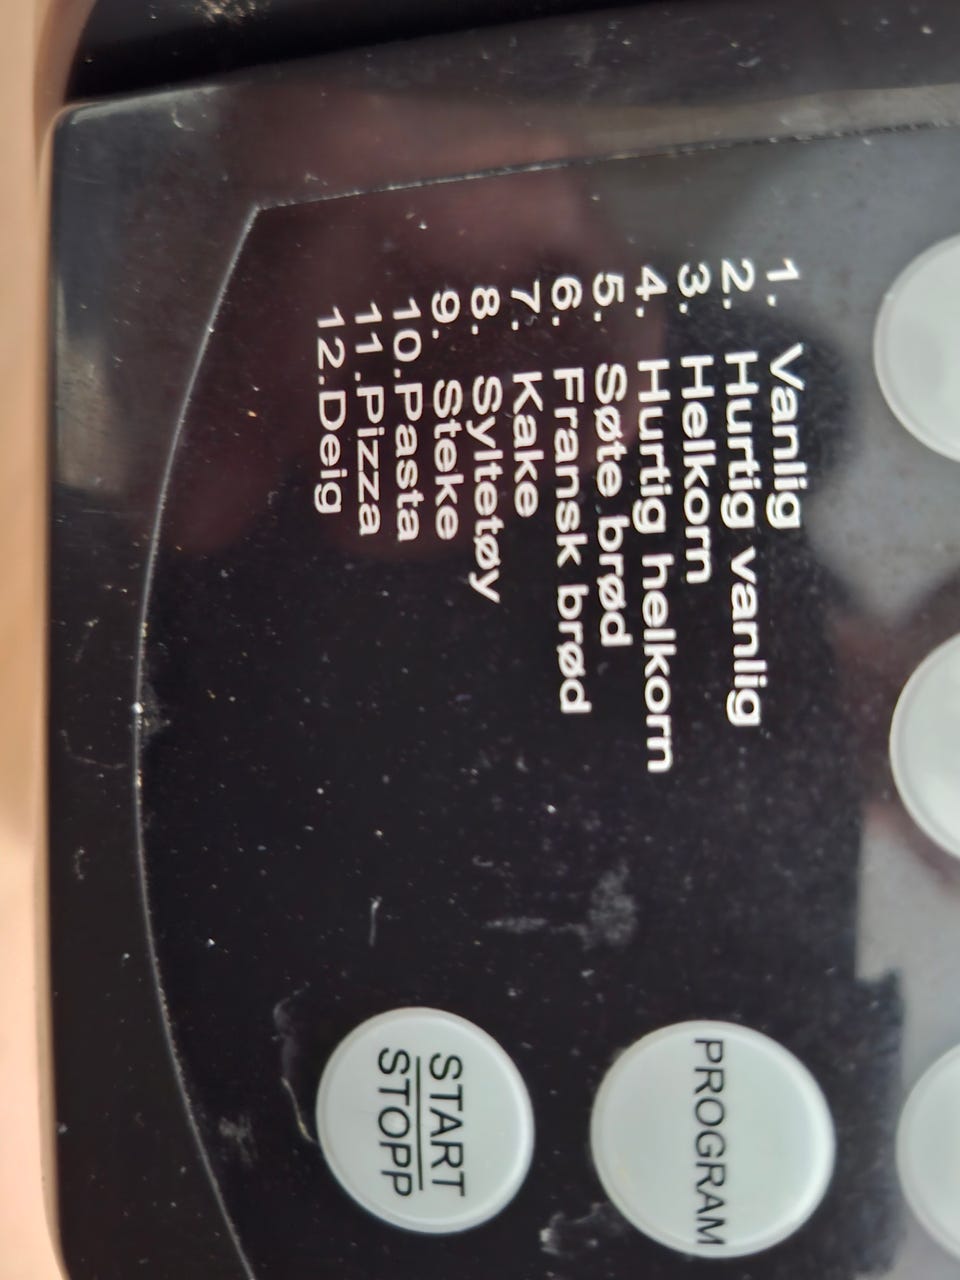 1. Vanlig
2. Hurtig vanlig
3. Helkorn
4. Hurtig helkorn
5. Søte brød
6. Fransk brød
7. Kake
8. Syltetøy
9. Steke
10.Pasta
11.Pizza
12.Deig
PROGRAM
START
STOPP